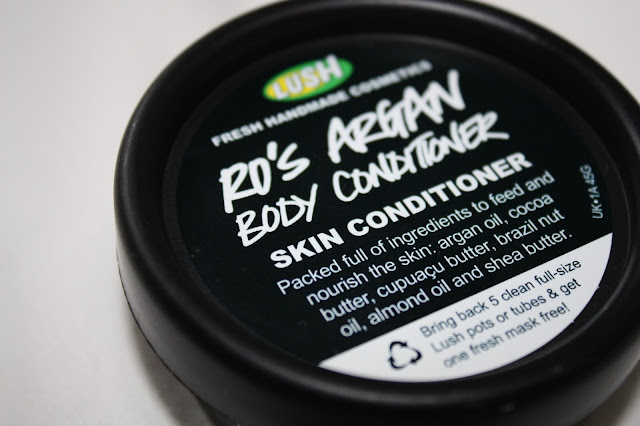 LUSH
FRESH HANDMADE COSMETICS
RO'S ARGAN
BODY CONDITIONER
SKIN CONDITIONER
Packed full of ingredients to feed and
nourish the skin: argan oil, cocoa
butter, cupuaçu butter, brazil nut
oil, almond oil and shea butter.
UK•1A 45G
Bring back 5 clean full-size
Lush pots or tubes & get
one fresh mask free!